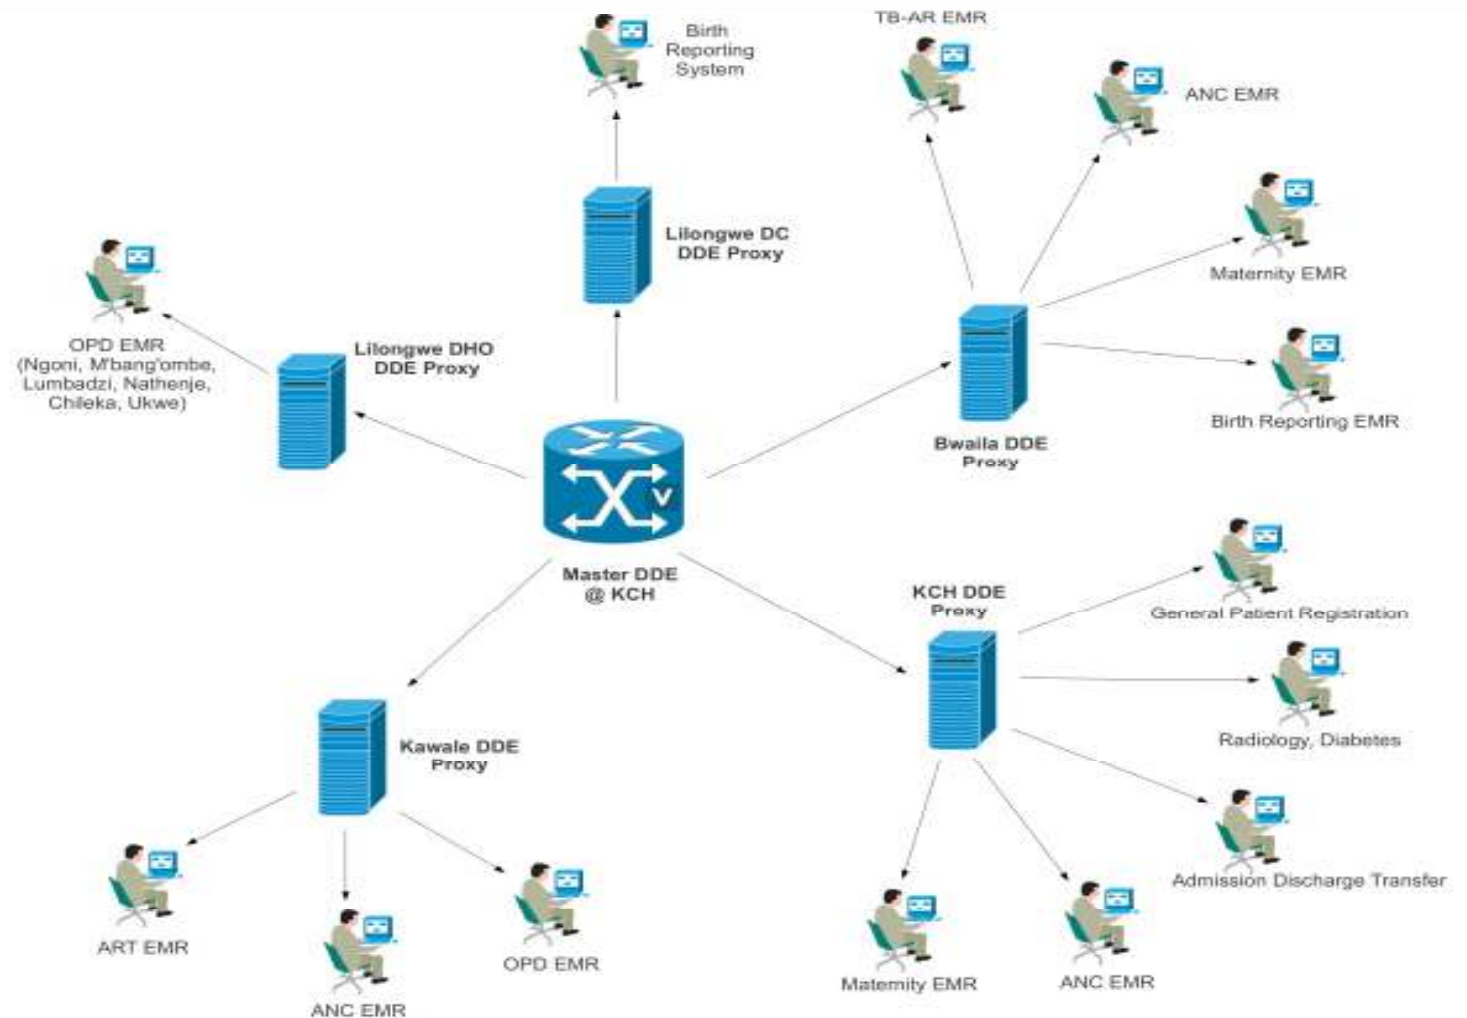 TB-AR EMR
Birth
Reporting
System
ANC EMR
Lilongwe DC
DDE Proxy
Maternity EMR
OPD EMR
(Ngoni, M'bang'ombe,
Lumbadzi, Nathenje,
Chileka, Ukwe)
Lilongwe DHO
DDE Proxy
Birth Reporting EMR
Bwaila DDE
Proxy
V
Master DDE
@ KCH
KCH DDE
Proxy
General Patient Registration
Radiology, Diabetes
Kawale DDE
Proxy
Admission Discharge Transfer
ART EMR
OPD EMR
Maternity EMR
ANC EMR
ANC EMR